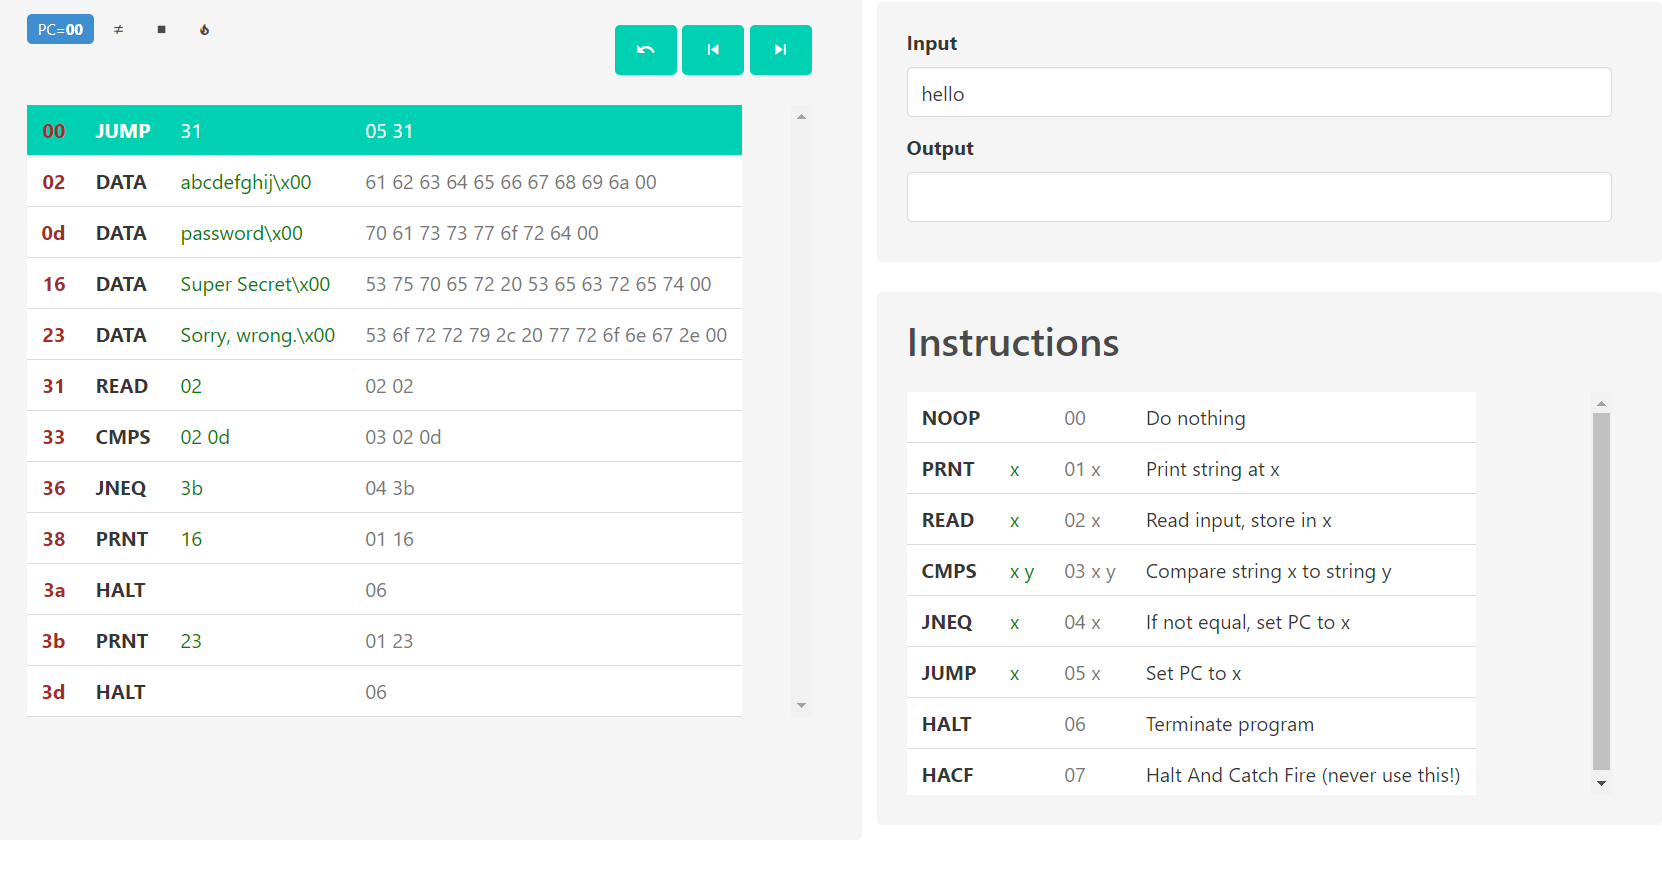 PC=00 ≠
00 JUMP 31 05 31
02 DATA abcdefghij\x00 61 62 63 64 65 66 67 68 69 6a 00
0d DATA password\x00 70 61 73 73 77 6f 72 64 00
16 DATA Super Secret\x00 53 75 70 65 72 20 53 65 63 72 65 74 00
23 DATA Sorry, wrong.\x00 53 6f 72 72 79 2c 20 77 72 6f 6e 67 2e 00
31 READ 02 02 02
33 CMPS 02 0d 03 02 0d
36 JNEQ 3b 04 3b
38 PRNT 16 01 16
3a HALT 06
3b PRNT 23 01 23
3d HALT 06
Input
hello
Output
Instructions
NOOP 00 Do nothing
PRNT x 01 x Print string at x
READ x 02 x Read input, store in x
CMPS x y 03 x y Compare string x to string y
JNEQ x 04 x If not equal, set PC to x
JUMP x 05 x Set PC to x
HALT 06 Terminate program
HACF 07 Halt And Catch Fire (never use this!)